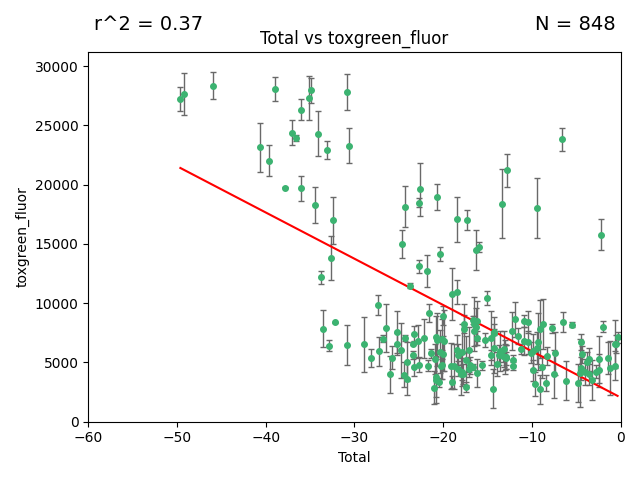 r^2 = 0.37
N = 848
Total vs toxgreen_fluor
toxgreen_fluor
30000
25000
20000
15000
10000
5000
0
−60
−50
−40
−30
−20
−10
0
Total